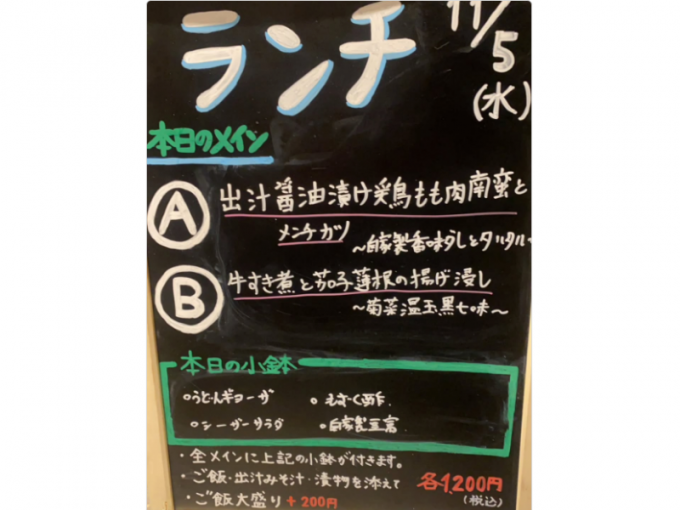 ランチ
11/5
(水)
本日のメイン
A 出汁醤油漬け鶏もも肉南蛮と
メンチカツ
〜自家製香味だしとタルタル〜
B 牛すき煮と茄子蓮根の揚げ浸し
〜菊菜温玉黒七味〜
本日の小鉢
○うどんギョーザ ○もずく酢
○シーザーサラダ ○自家製豆腐
・全メインに上記の小鉢が付きます。
・ご飯・出汁みそ汁・漬物を添えて 各1,200円
・ご飯大盛り+200円 (税込)